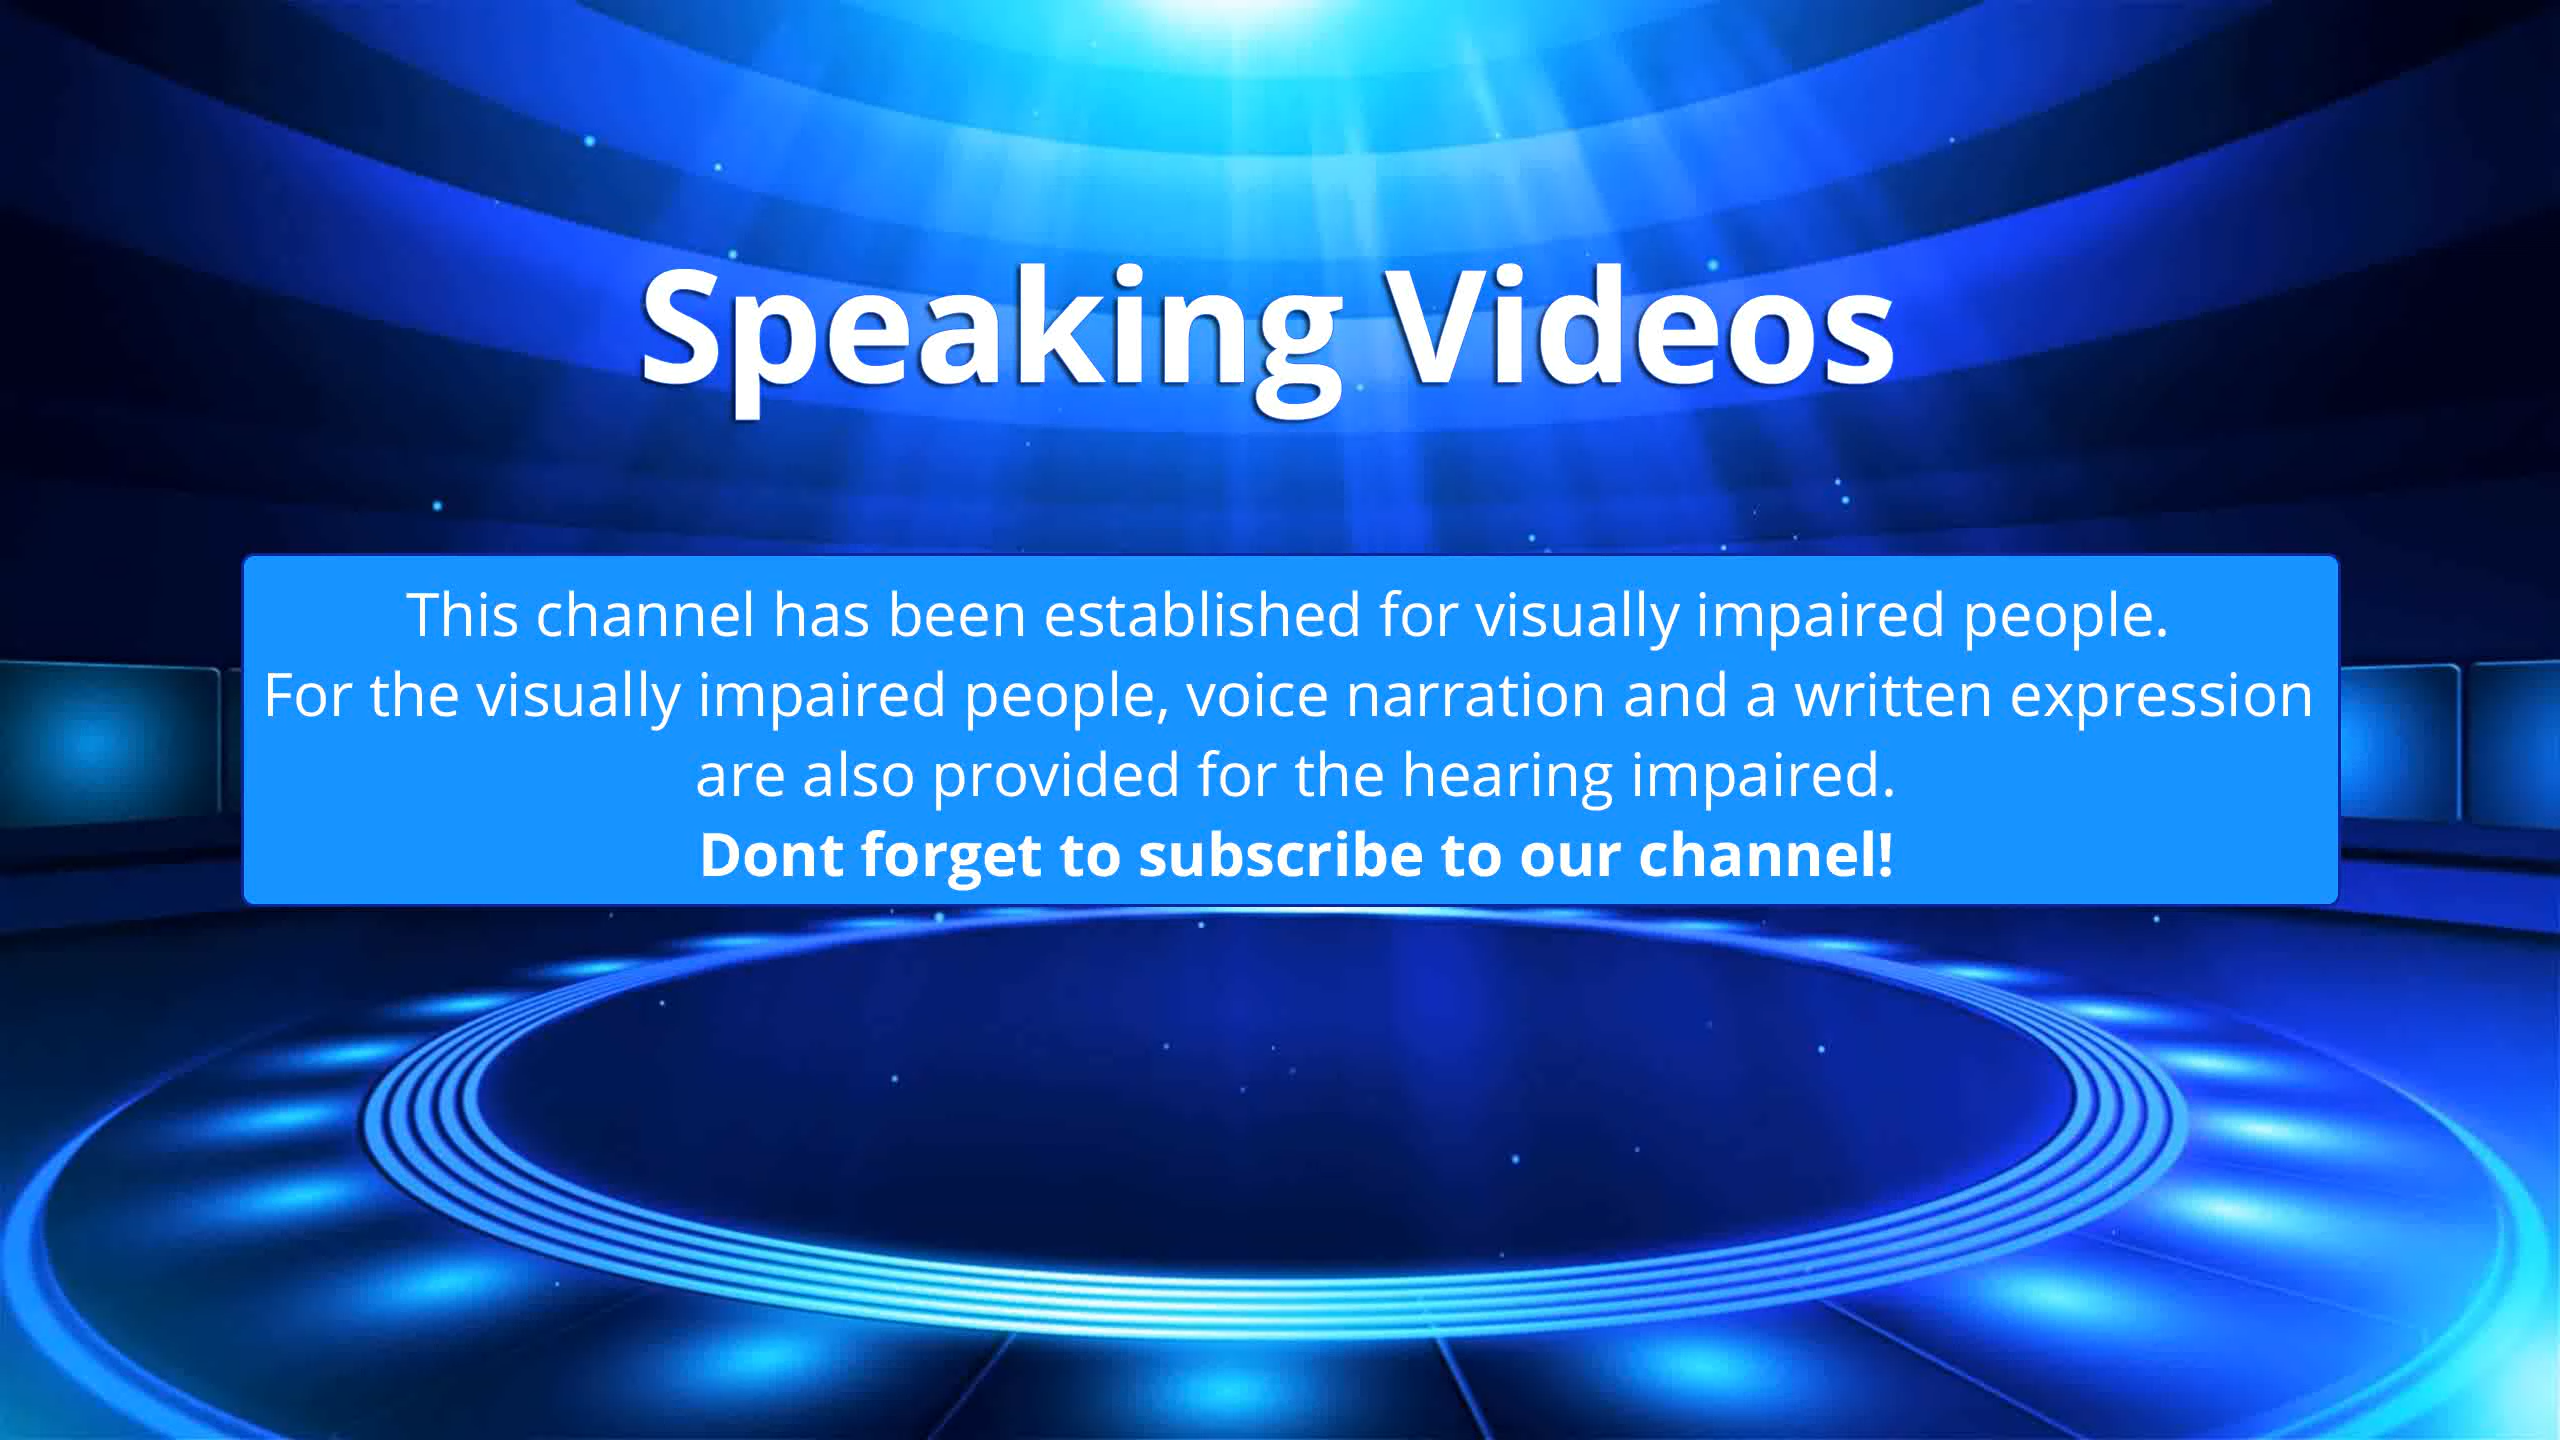 Speaking Videos
This channel has been established for visually impaired people.
For the visually impaired people, voice narration and a written expression
are also provided for the hearing impaired.
Dont forget to subscribe to our channel!